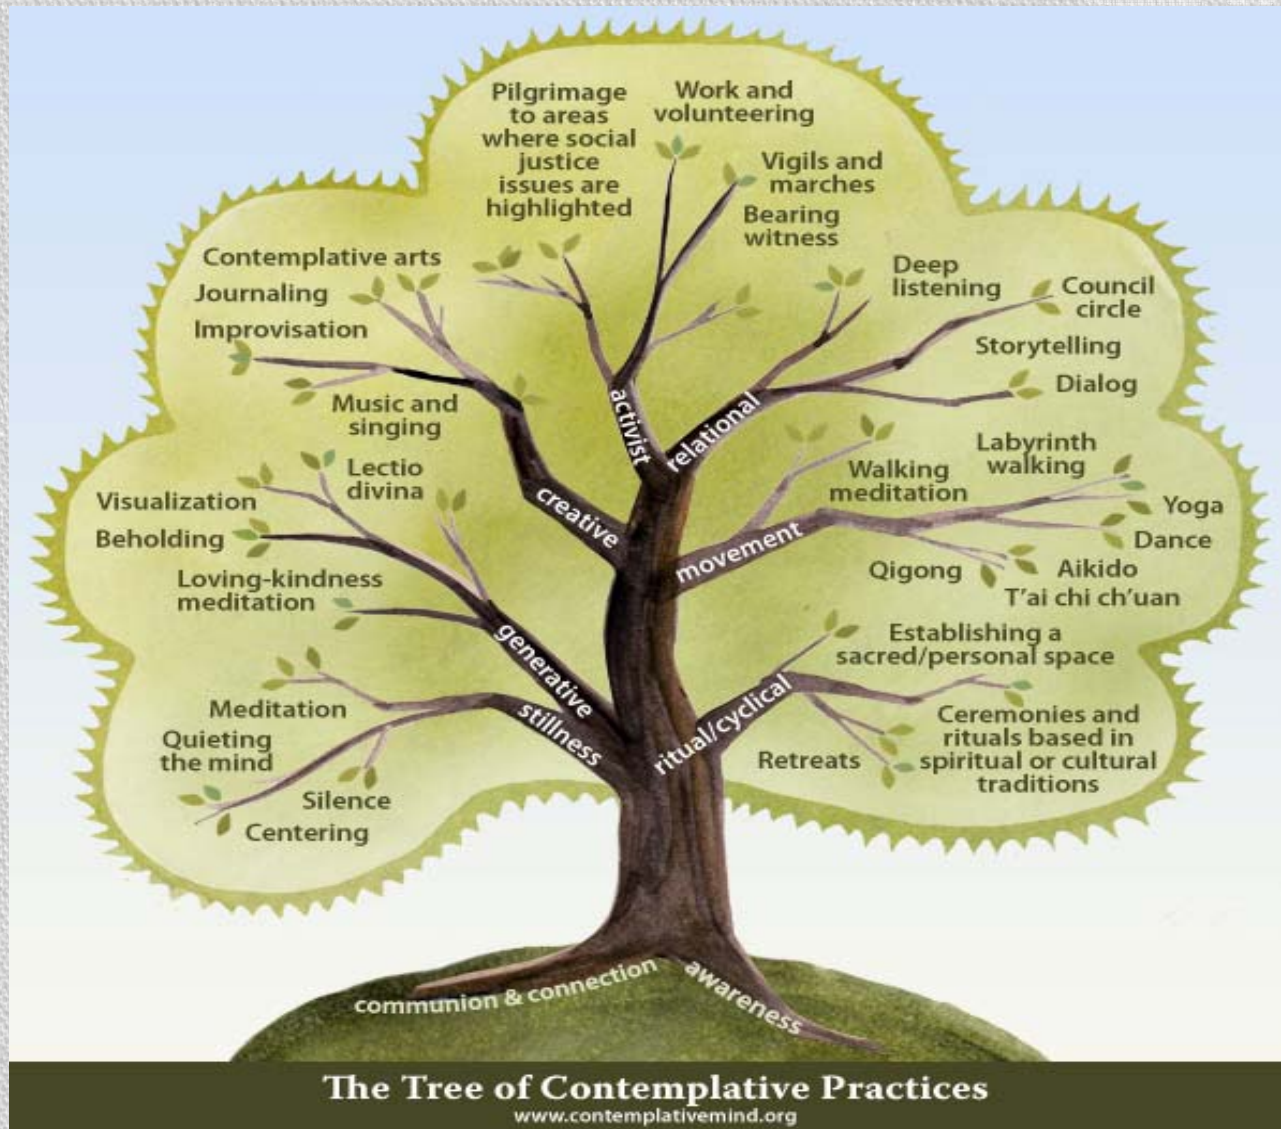 Pilgrimage
to areas
where social
justice
issues are
highlighted
Work and
volunteering
Vigils and
marches
Bearing
witness
Contemplative arts
Journaling
Improvisation
Music and
singing
Deep
listening
Council
circle
Storytelling
Dialog
activist
relational
creative
movement
Lectio
divina
Visualization
Beholding
Loving-kindness
meditation
Walking
meditation
Labyrinth
walking
Yoga
Dance
Qigong
Aikido
T'ai chi ch'uan
generative
stillness
ritual/cyclical
Meditation
Quieting
the mind
Silence
Centering
Establishing a
sacred/personal space
Retreats
Ceremonies and
rituals based in
spiritual or cultural
traditions
communion & connection
awareness
The Tree of Contemplative Practices
www.contemplativemind.org